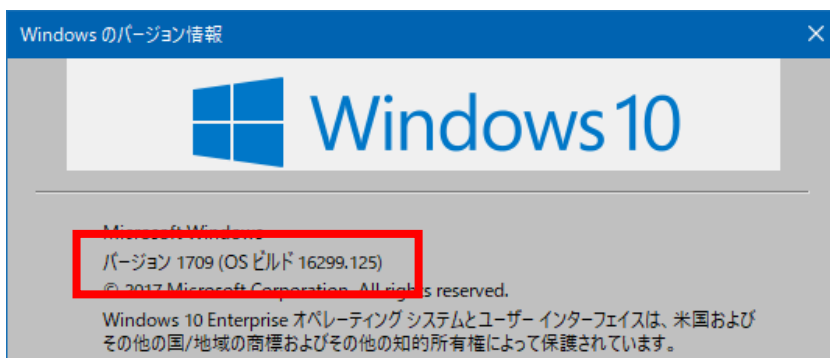 Windows のバージョン情報
Windows 10
Microsoft Windows
バージョン 1709 (OS ビルド 16299.125)
© 2017 Microsoft Corporation. All rights reserved.
Windows 10 Enterprise オペレーティング システムとユーザー インターフェイスは、米国および
その他の国/地域の商標およびその他の知的所有権によって保護されています。